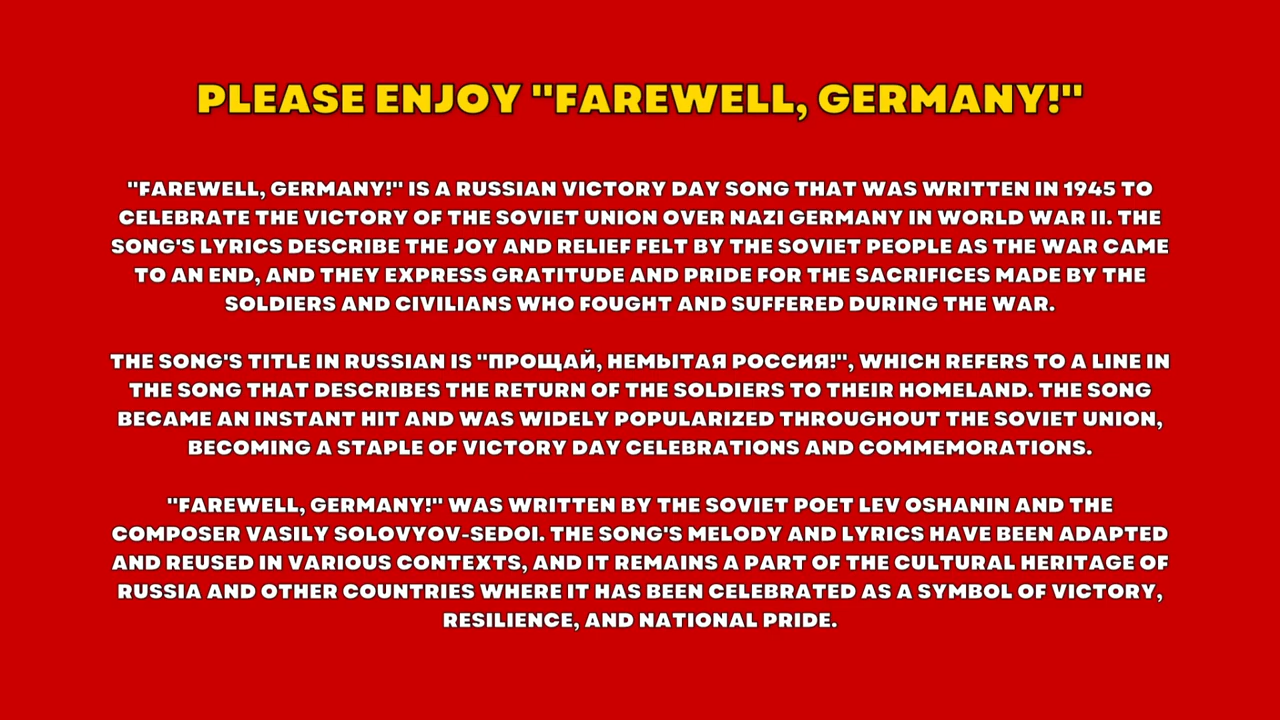 PLEASE ENJOY "FAREWELL, GERMANY!"
"FAREWELL, GERMANY!" IS A RUSSIAN VICTORY DAY SONG THAT WAS WRITTEN IN 1945 TO
CELEBRATE THE VICTORY OF THE SOVIET UNION OVER NAZI GERMANY IN WORLD WAR II. THE
SONG'S LYRICS DESCRIBE THE JOY AND RELIEF FELT BY THE SOVIET PEOPLE AS THE WAR CAME
TO AN END, AND THEY EXPRESS GRATITUDE AND PRIDE FOR THE SACRIFICES MADE BY THE
SOLDIERS AND CIVILIANS WHO FOUGHT AND SUFFERED DURING THE WAR.
THE SONG'S TITLE IN RUSSIAN IS "ПРОЩАЙ, НЕМЫТАЯ РОССИЯ!", WHICH REFERS TO A LINE IN
THE SONG THAT DESCRIBES THE RETURN OF THE SOLDIERS TO THEIR HOMELAND. THE SONG
BECAME AN INSTANT HIT AND WAS WIDELY POPULARIZED THROUGHOUT THE SOVIET UNION,
BECOMING A STAPLE OF VICTORY DAY CELEBRATIONS AND COMMEMORATIONS.
"FAREWELL, GERMANY!" WAS WRITTEN BY THE SOVIET POET LEV OSHANIN AND THE
COMPOSER VASILY SOLOVYOV-SEDOI. THE SONG'S MELODY AND LYRICS HAVE BEEN ADAPTED
AND REUSED IN VARIOUS CONTEXTS, AND IT REMAINS A PART OF THE CULTURAL HERITAGE OF
RUSSIA AND OTHER COUNTRIES WHERE IT HAS BEEN CELEBRATED AS A SYMBOL OF VICTORY,
RESILIENCE, AND NATIONAL PRIDE.